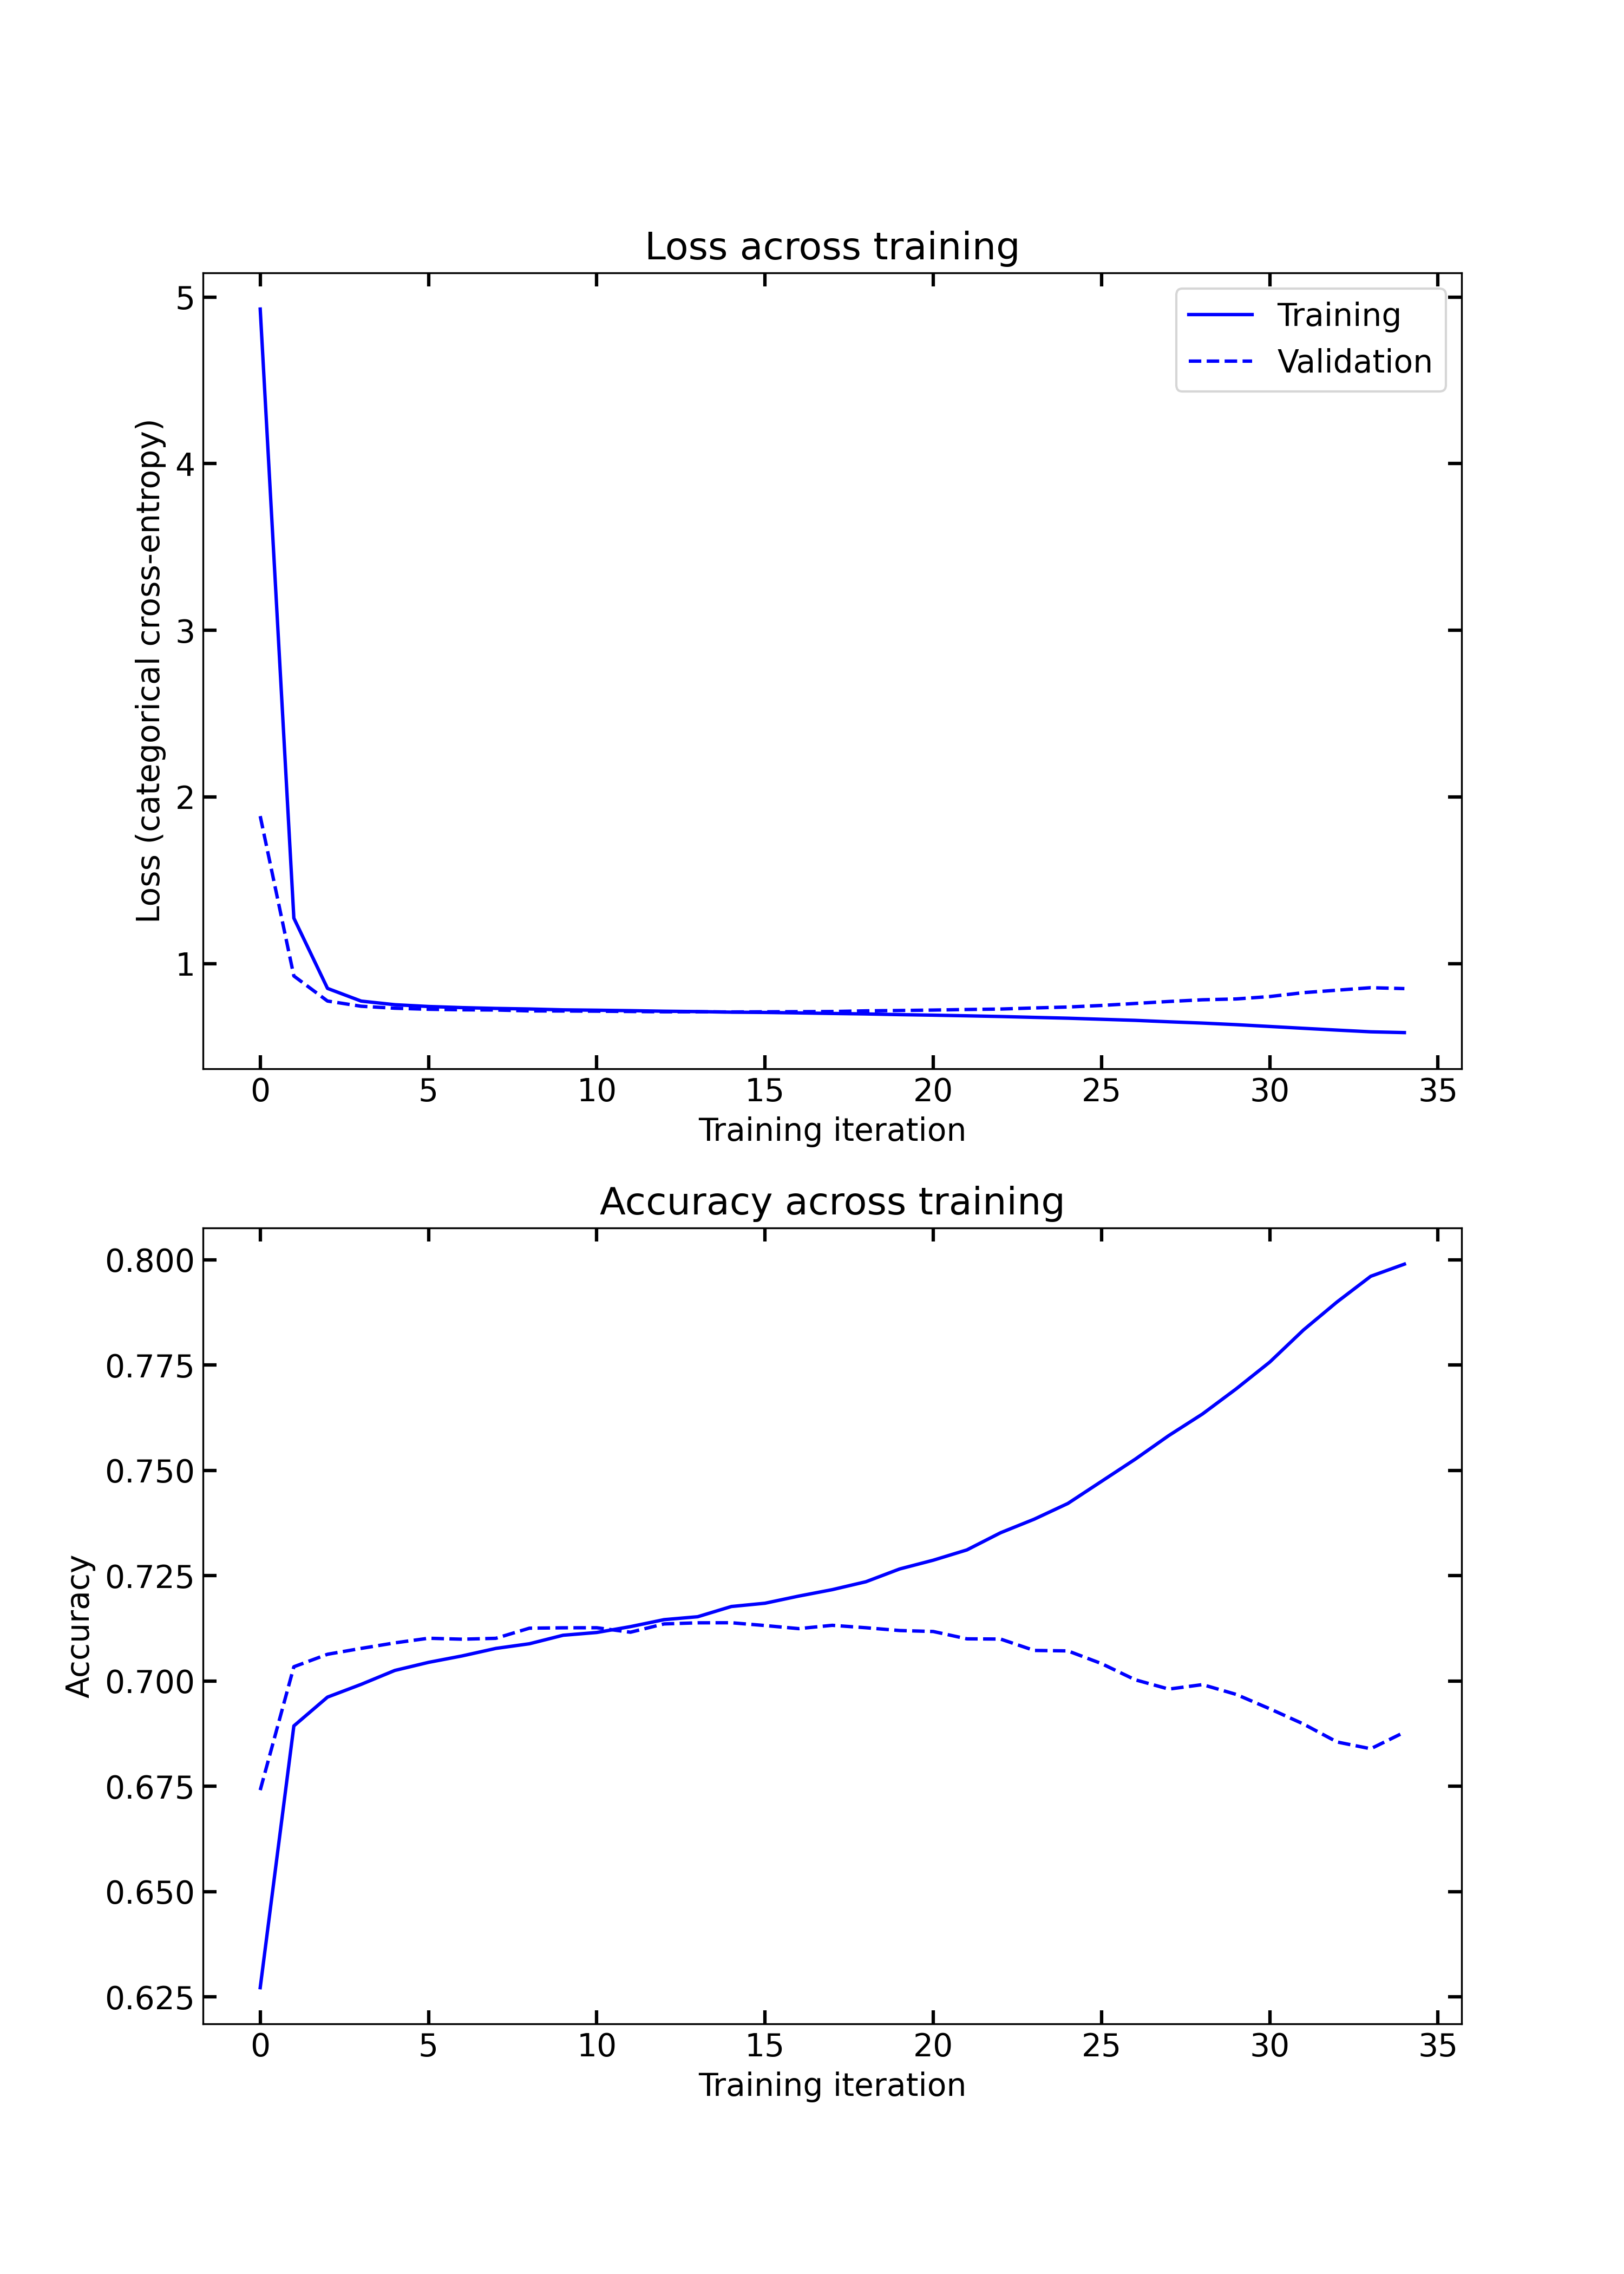 Loss across training
5
4
3
2
1
Loss (categorical cross-entropy)
Training
Validation
0 5 10 15 20 25 30 35
Training iteration
Accuracy across training
0.800
0.775
0.750
0.725
0.700
0.675
0.650
0.625
Accuracy
0 5 10 15 20 25 30 35
Training iteration